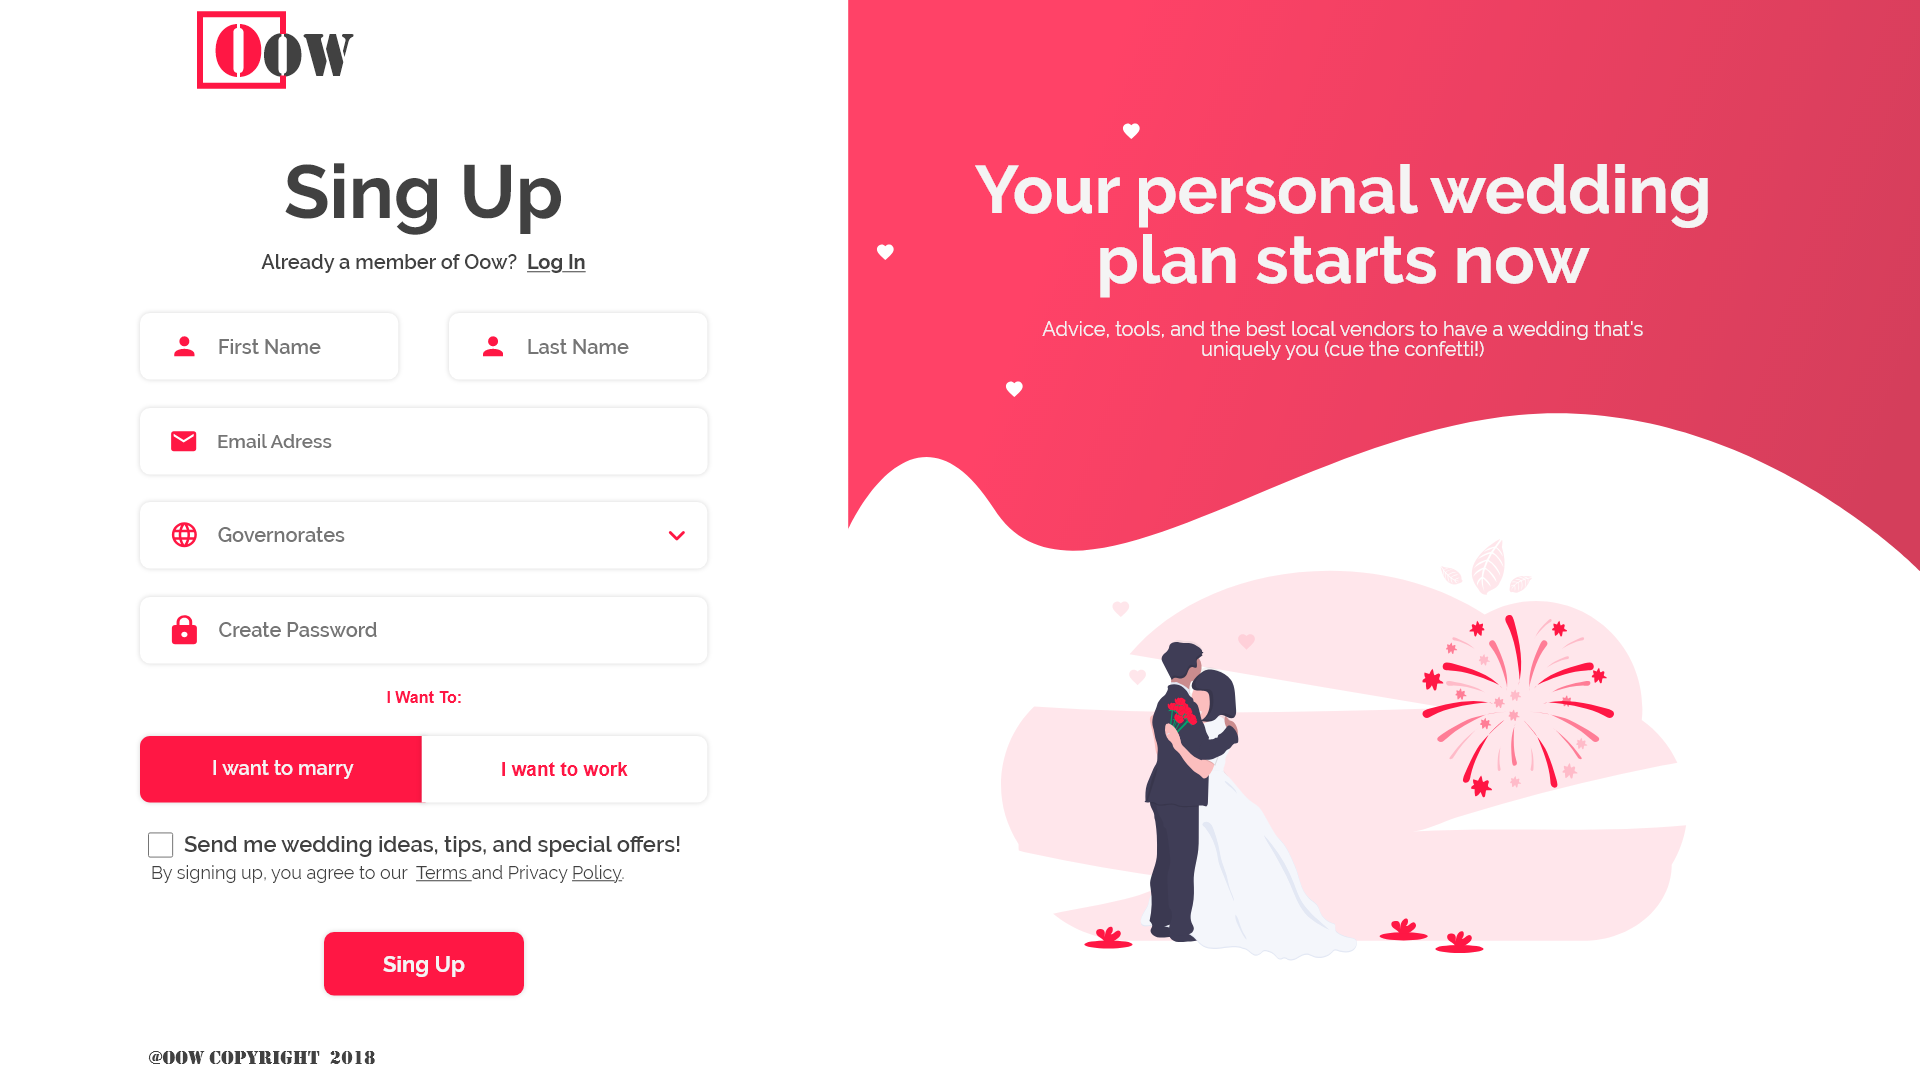 Oow
Sing Up
Already a member of Oow? Log In
First Name
Last Name
Email Adress
Governorates
Create Password
I Want To:
I want to marry
I want to work
Send me wedding ideas, tips, and special offers!
By signing up, you agree to our Terms and Privacy Policy.
Sing Up
@OOW COPYRIGHT 2018
Your personal wedding
plan starts now
Advice, tools, and the best local vendors to have a wedding that's
uniquely you (cue the confetti!)